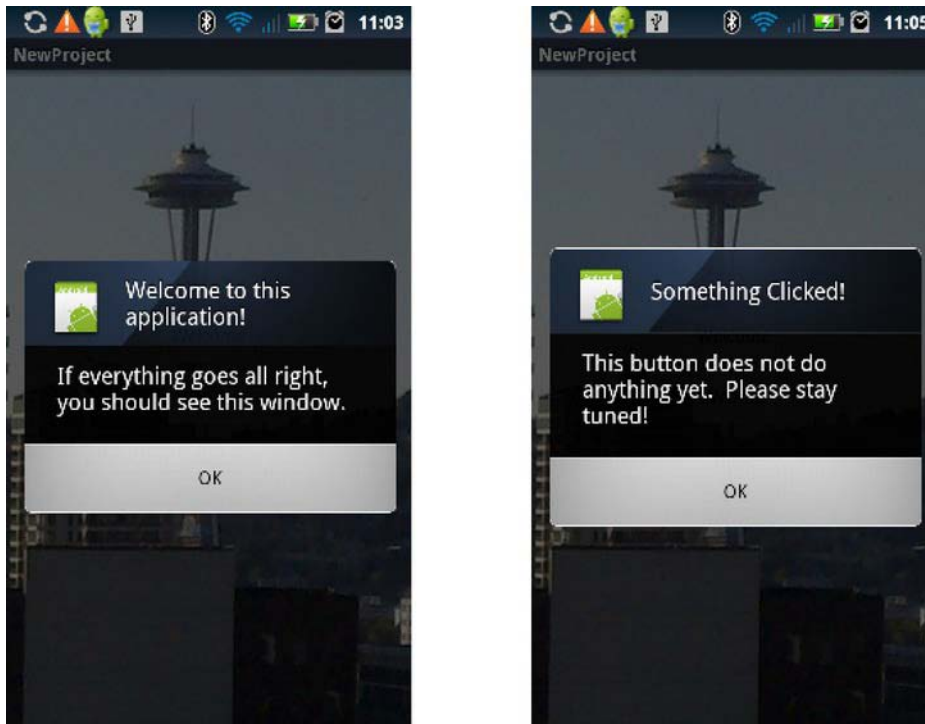 11:03
NewProject
Welcome to this
application!
If everything goes all right,
you should see this window.
OK
11:05
NewProject
Something Clicked!
This button does not do
anything yet.  Please stay
tuned!
OK